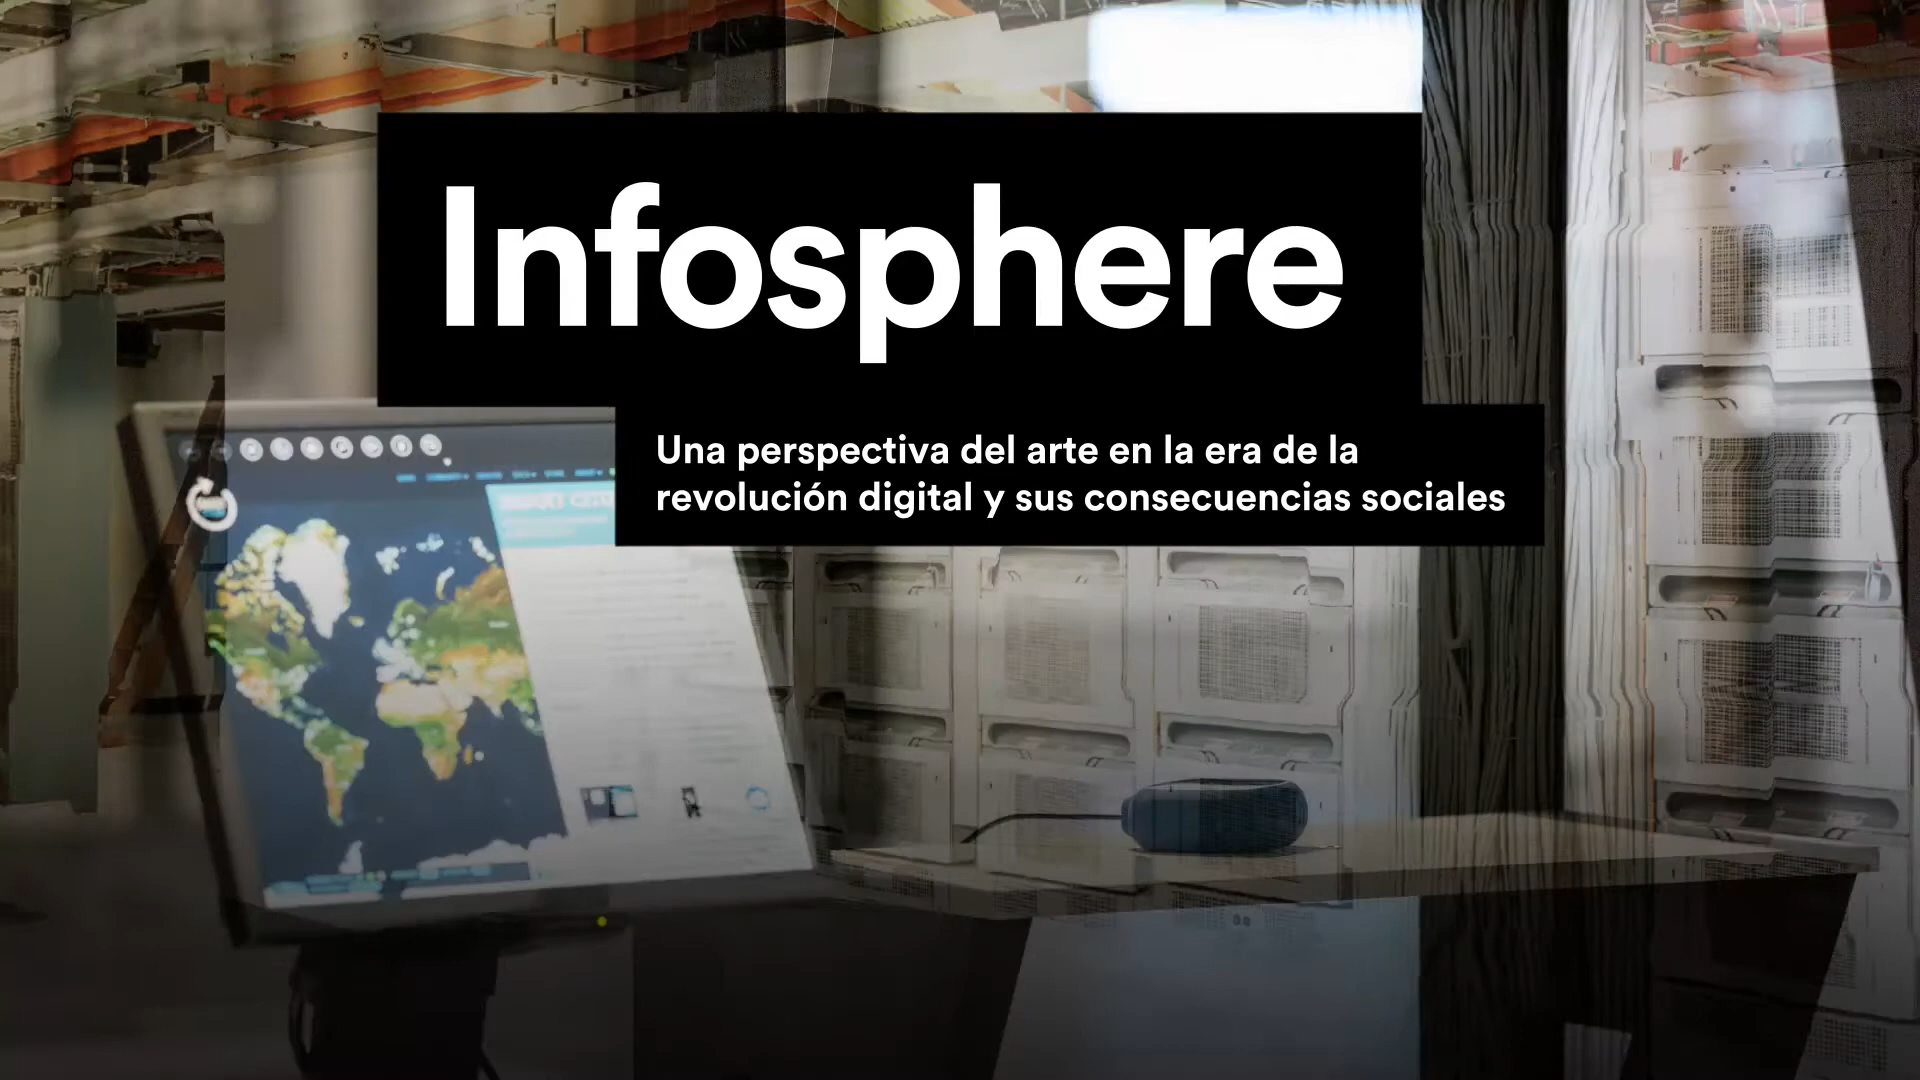 Infosphere
Una perspectiva del arte en la era de la
revolución digital y sus consecuencias sociales